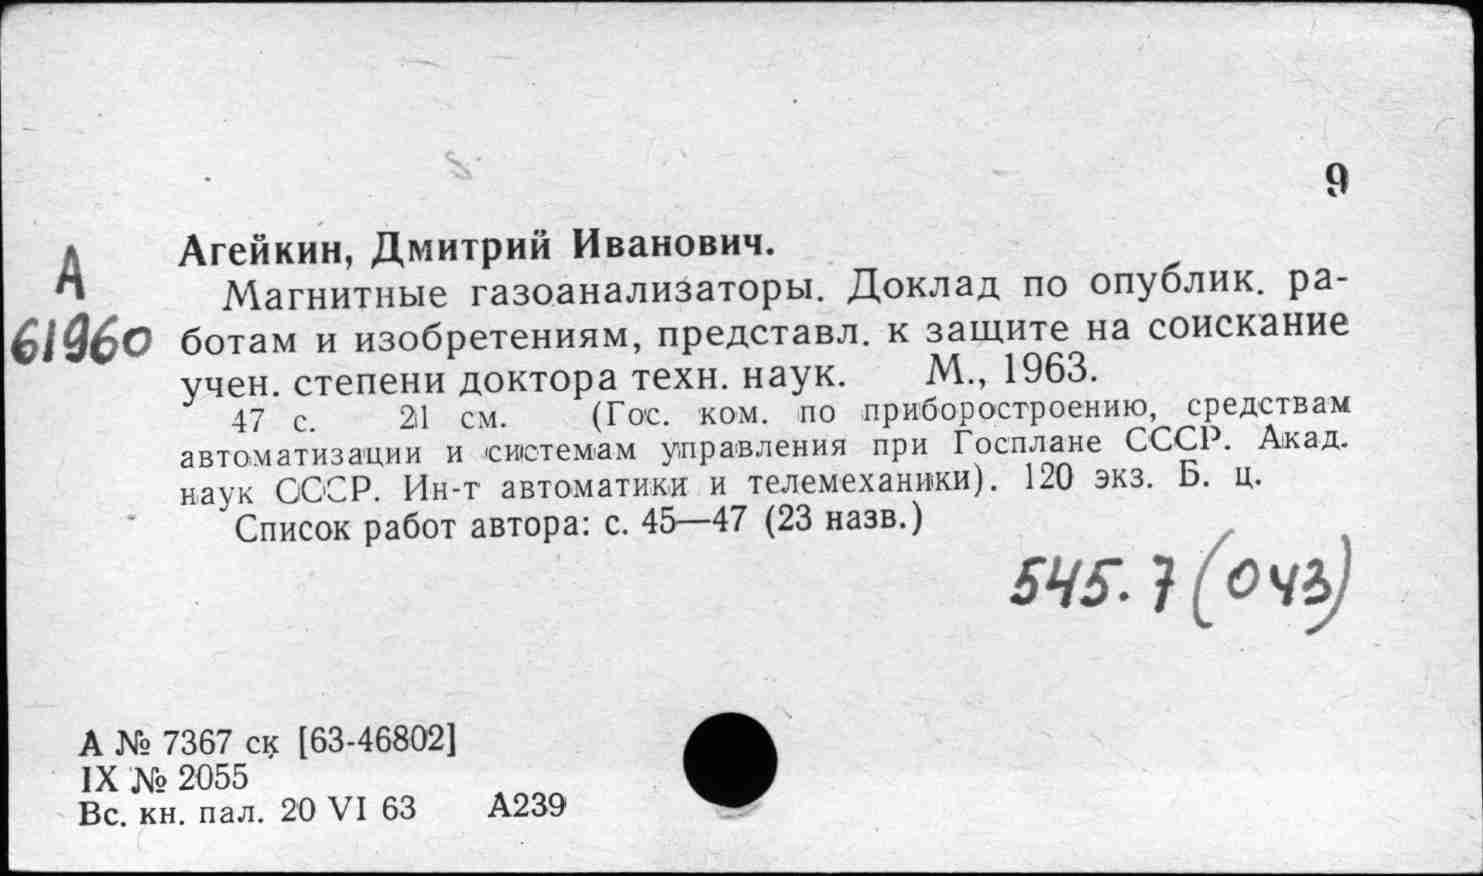 9
Агейкин, Дмитрий Иванович.
А
Магнитные газоанализаторы. Доклад по опублик. ра-
61960
ботам и изобретениям, представл. к защите на соискание
учен. степени доктора техн. наук. М., 1963.
47 с. 21 см. (Гос. ком. по приборостроению, средствам
автоматизации и системам управления при Госплане СССР. Акад.
наук СССР. Ин-т автоматики и телемеханики). 120 экз. Б. ц.
Список работ автора: с. 45—47 (23 назв.)
545.7 (043)
А № 7367 ск [63-46802]
IX № 2055
Вс. кн. пал. 20 VI 63 А239